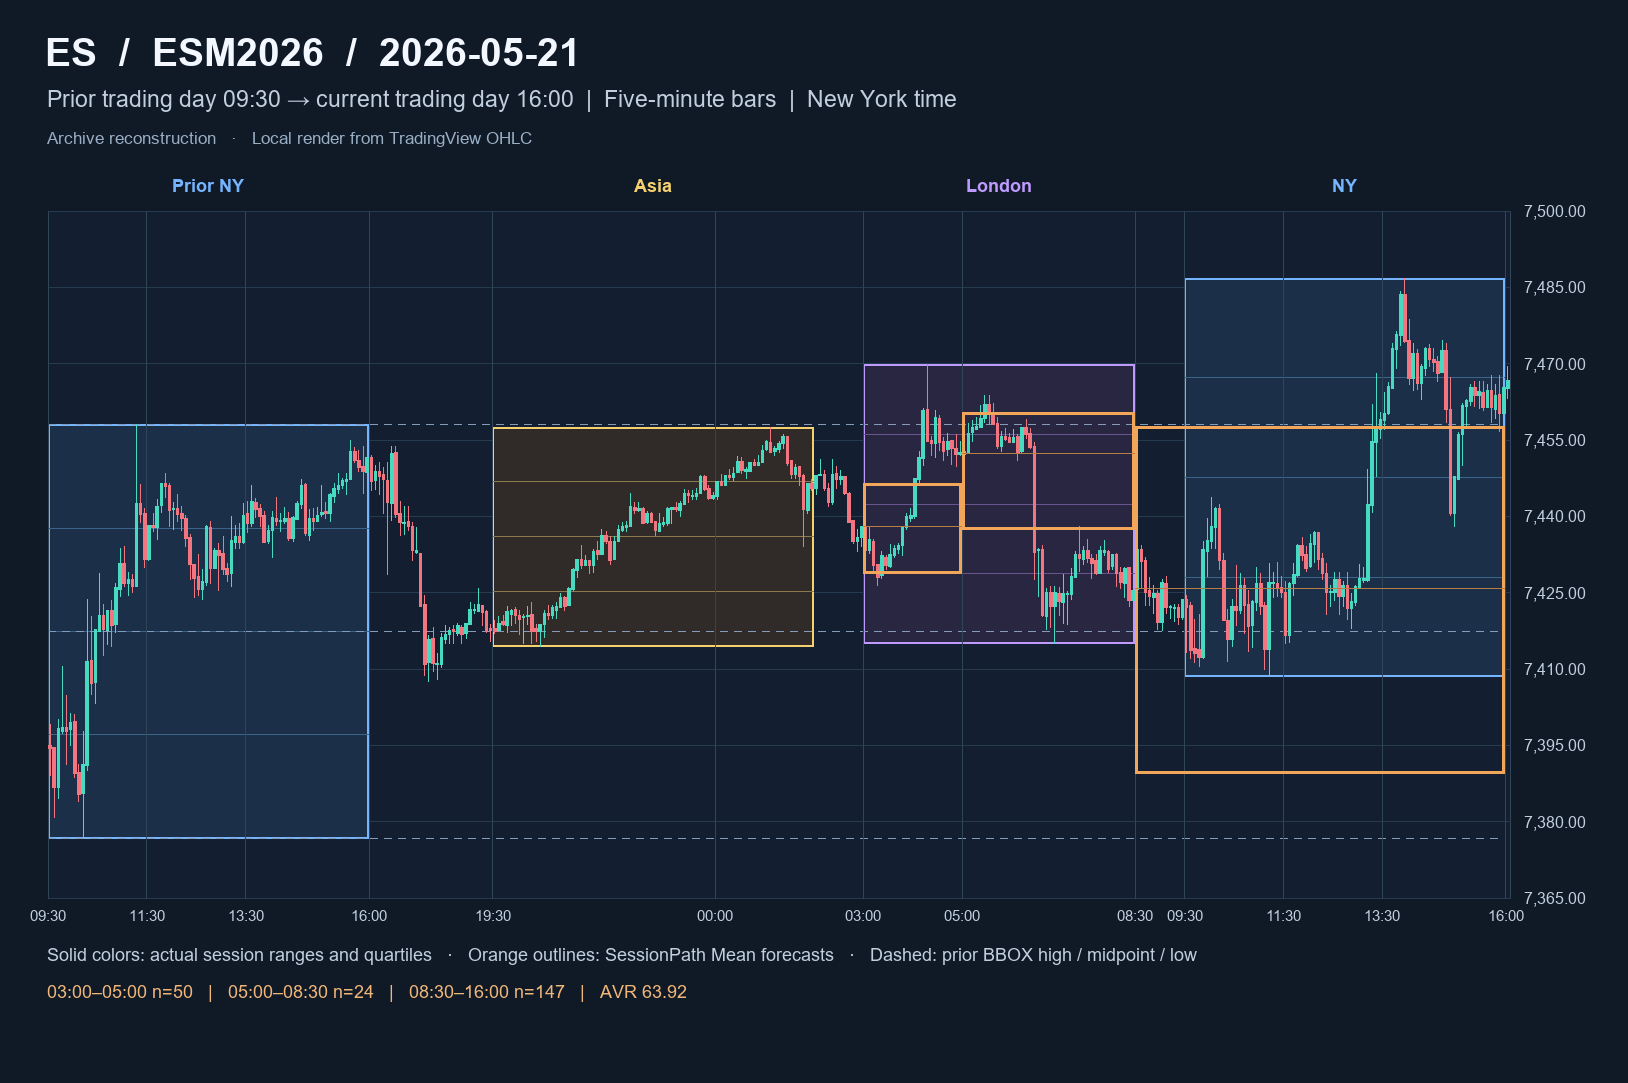 ES / ESM2026 / 2026-05-21
Prior trading day 09:30 → current trading day 16:00 | Five-minute bars | New York time
Archive reconstruction · Local render from TradingView OHLC
Prior NY Asia London NY
7,500.00
7,485.00
7,470.00
7,455.00
7,440.00
7,425.00
7,410.00
7,395.00
7,380.00
7,365.00
09:30 11:30 13:30 16:00 19:30 00:00 03:00 05:00 08:30 09:30 11:30 13:30 16:00
Solid colors: actual session ranges and quartiles · Orange outlines: SessionPath Mean forecasts · Dashed: prior BBOX high / midpoint / low
03:00–05:00 n=50 | 05:00–08:30 n=24 | 08:30–16:00 n=147 | AVR 63.92